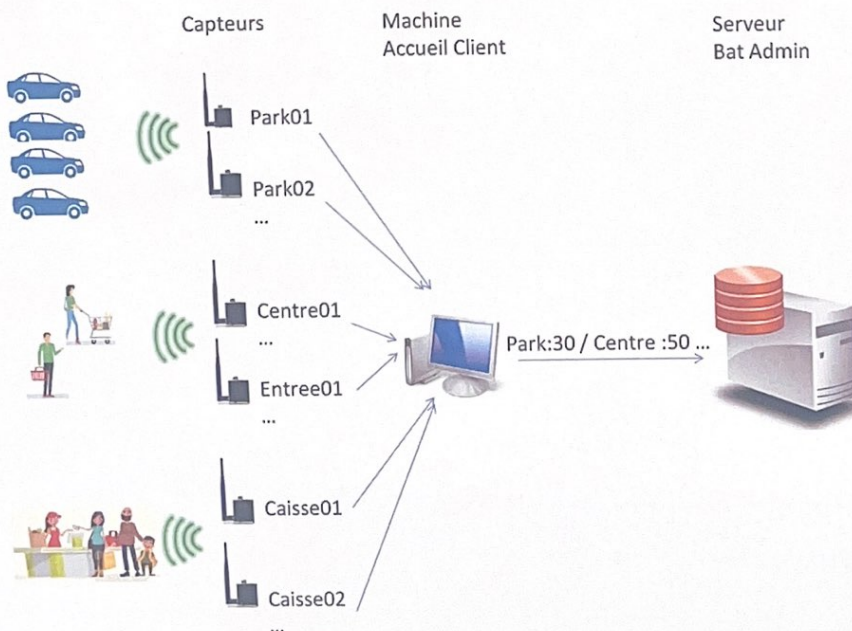 Capteurs
Machine
Accueil Client
Serveur
Bat Admin
Park01
Park02
...
Centre01
...
Entree01
...
Park:30 / Centre :50 ...
Caisse01
Caisse02
...